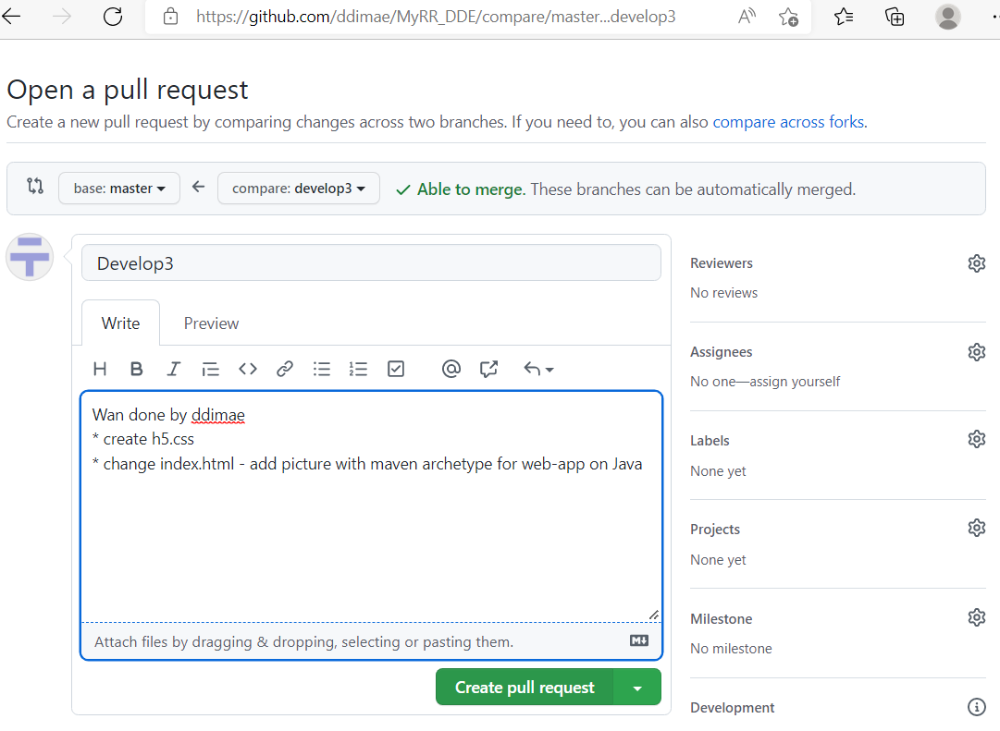 https://github.com/ddimae/MyRR_DDE/compare/master...develop3
Open a pull request
Create a new pull request by comparing changes across two branches. If you need to, you can also compare across forks.
base: master
compare: develop3
Able to merge. These branches can be automatically merged.
Develop3
Write
Preview
Wan done by ddimae
* create h5.css
* change index.html - add picture with maven archetype for web-app on Java
Attach files by dragging & dropping, selecting or pasting them.
Create pull request
Reviewers
No reviews
Assignees
No one—assign yourself
Labels
None yet
Projects
None yet
Milestone
No milestone
Development